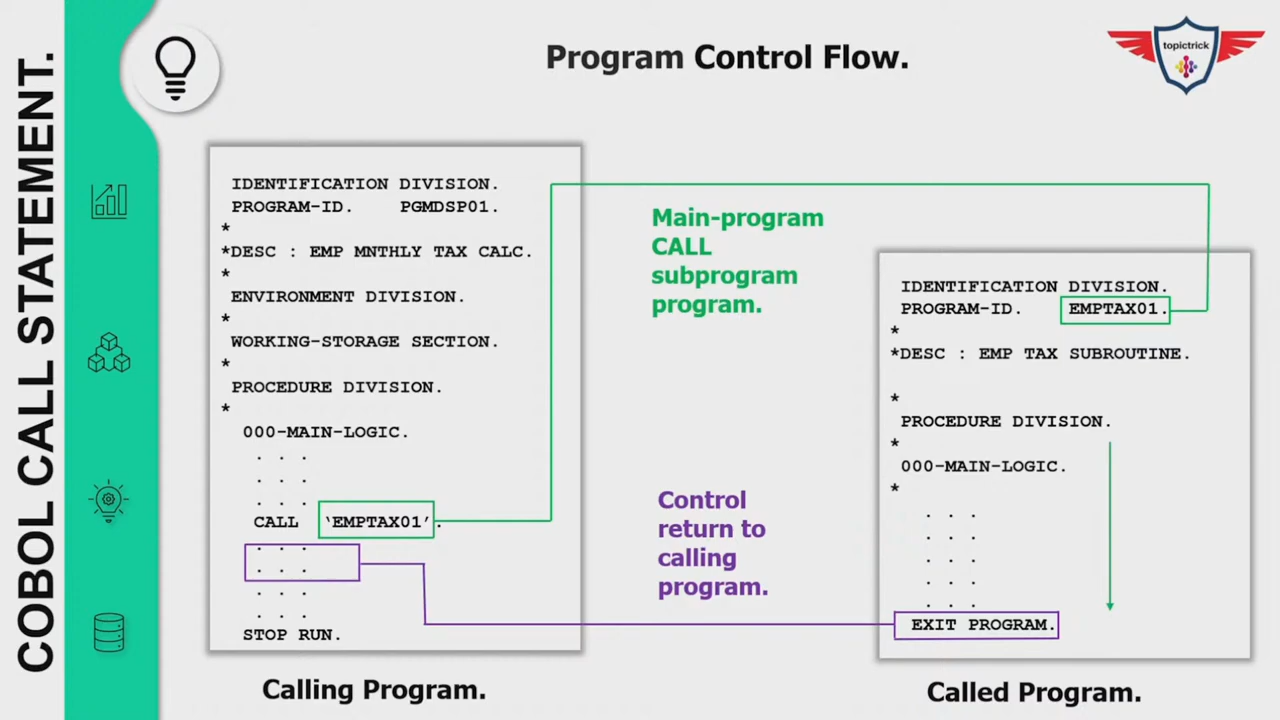 COBOL CALL STATEMENT.
Program Control Flow.
topictrick
IDENTIFICATION DIVISION.
PROGRAM-ID. PGMDSP01.
*
*DESC : EMP MNTHLY TAX CALC.
*
ENVIRONMENT DIVISION.
*
WORKING-STORAGE SECTION.
*
PROCEDURE DIVISION.
*
000-MAIN-LOGIC.
. . .
. . .
. . .
CALL ‘EMPTAX01’.
. . .
. . .
. . .
. . .
STOP RUN.
Calling Program.
Main-program
CALL
subprogram
program.
Control
return to
calling
program.
IDENTIFICATION DIVISION.
PROGRAM-ID. EMPTAX01.
*
*DESC : EMP TAX SUBROUTINE.
*
PROCEDURE DIVISION.
*
000-MAIN-LOGIC.
*
. . .
. . .
. . .
. . .
. . .
EXIT PROGRAM.
Called Program.